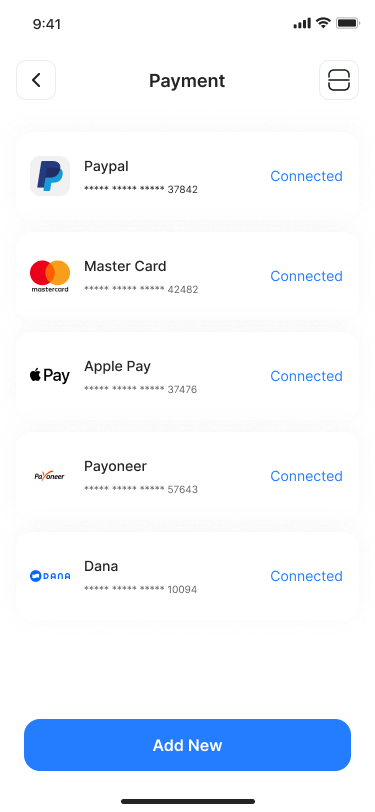 9:41
Payment
Paypal
***** ***** ***** 37842
Connected
mastercard
Master Card
***** ***** ***** 42482
Connected
Pay
Apple Pay
***** ***** ***** 37476
Connected
Payoneer
Payoneer
***** ***** ***** 57643
Connected
DANA
Dana
***** ***** ***** 10094
Connected
Add New